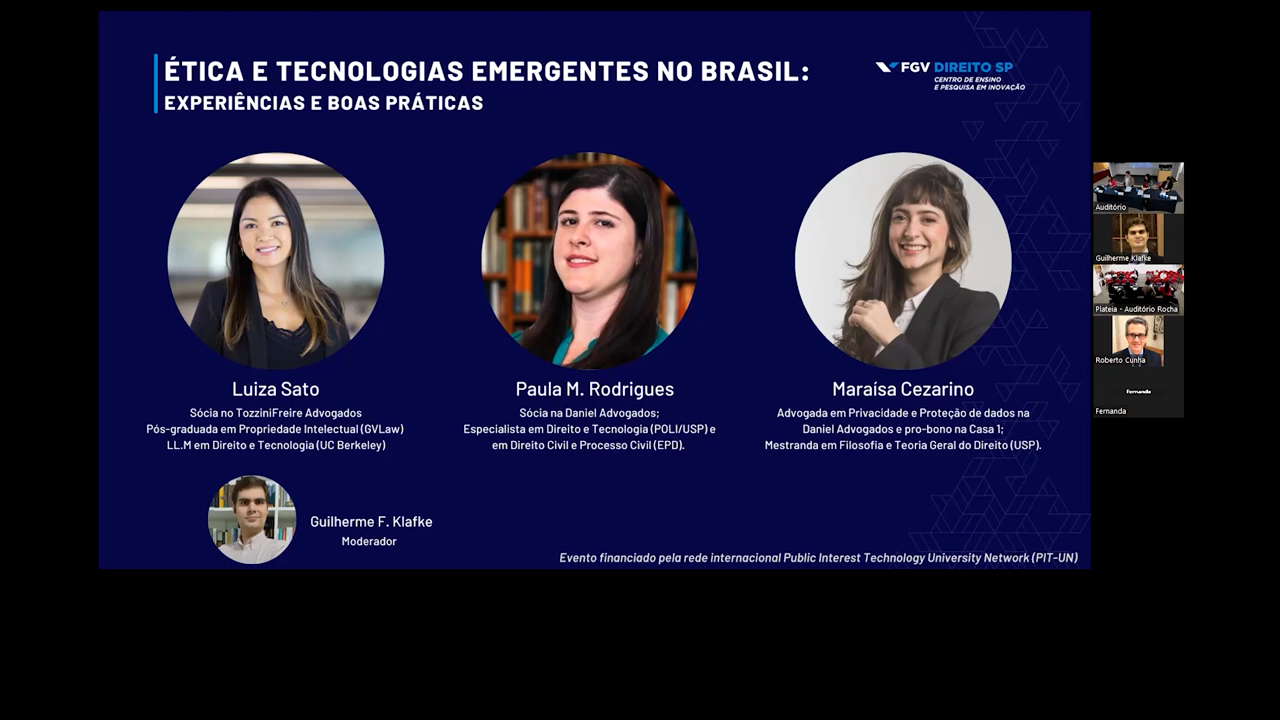 ÉTICA E TECNOLOGIAS EMERGENTES NO BRASIL:
EXPERIÊNCIAS E BOAS PRÁTICAS
FGV DIREITO SP
CENTRO DE ENSINO
E PESQUISA EM INOVAÇÃO
Luiza Sato
Sócia no TozziniFreire Advogados
Pós-graduada em Propriedade Intelectual (GVLaw)
LL.M em Direito e Tecnologia (UC Berkeley)
Paula M. Rodrigues
Sócia na Daniel Advogados;
Especialista em Direito e Tecnologia (POLI/USP) e
em Direito Civil e Processo Civil (EPD).
Maraísa Cezarino
Advogada em Privacidade e Proteção de dados na
Daniel Advogados e pro-bono na Casa 1;
Mestranda em Filosofia e Teoria Geral do Direito (USP).
Guilherme F. Klafke
Moderador
Evento financiado pela rede internacional Public Interest Technology University Network (PIT-UN)
Auditório
Guilherme Klafke
Plateia - Auditório Rocha
Roberto Cunha
Fernanda
Fernanda